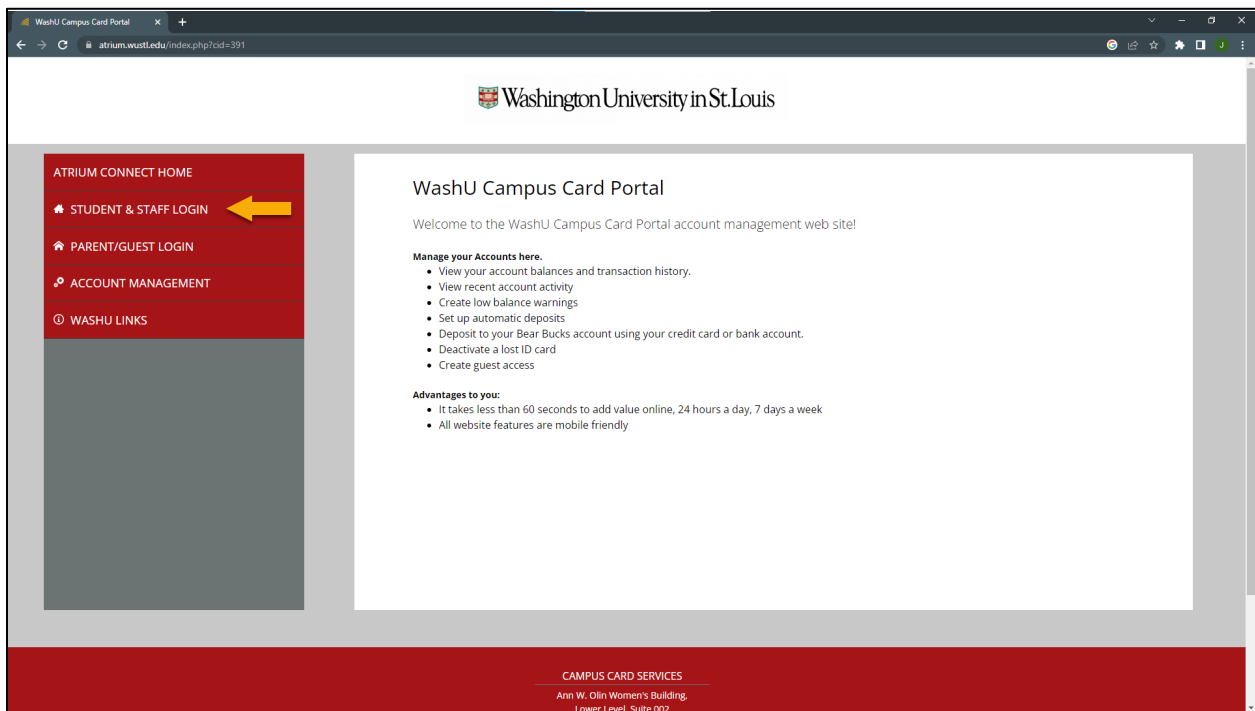 WashU Campus Card Portal
atrium.wustl.edu/index.php?cid=391
J
Washington University in St. Louis
ATRIUM CONNECT HOME
STUDENT & STAFF LOGIN
PARENT/GUEST LOGIN
ACCOUNT MANAGEMENT
WASHU LINKS
WashU Campus Card Portal
Welcome to the WashU Campus Card Portal account management web site!
Manage your Accounts here.
• View your account balances and transaction history.
• View recent account activity
• Create low balance warnings
• Set up automatic deposits
• Deposit to your Bear Bucks account using your credit card or bank account.
• Deactivate a lost ID card
• Create guest access
Advantages to you:
• It takes less than 60 seconds to add value online, 24 hours a day, 7 days a week
• All website features are mobile friendly
CAMPUS CARD SERVICES
Ann W. Olin Women's Building,
Lower Level, Suite 002